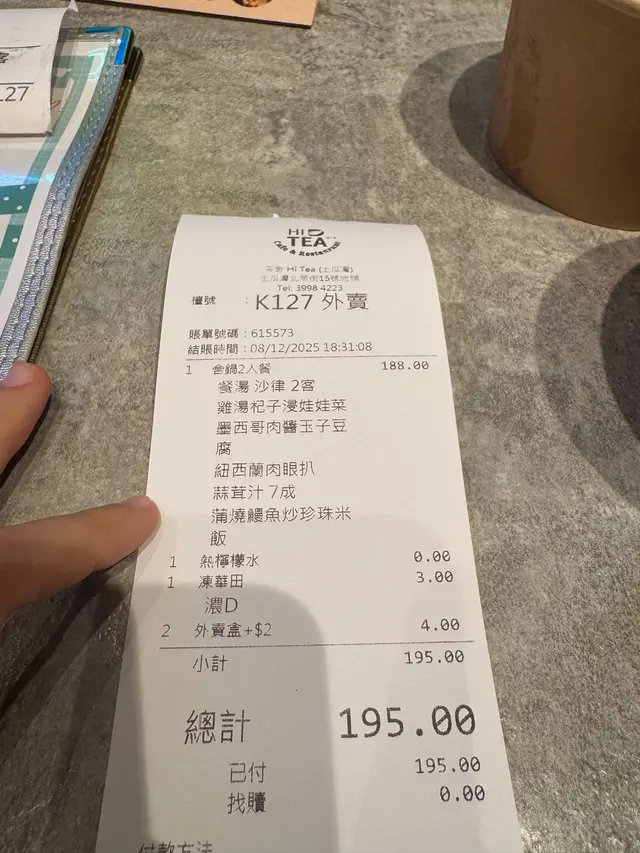 客
127
HI
TEA
Cafe & Restaurant
茶會 Hi Tea (土瓜灣)
土瓜灣北帝街15號地舖
Tel: 3998 4223
檯號 : K127 外賣
賬單號碼 : 615573
結賬時間 : 08/12/2025 18:31:08
1 舍鍋2人餐 188.00
餐湯 沙律 2客
雞湯杞子浸娃娃菜
墨西哥肉醬玉子豆
腐
紐西蘭肉眼扒
蒜茸汁 7成
蒲燒鰻魚炒珍珠米
飯
1 熱檸檬水 0.00
1 凍華田 3.00
濃D
2 外賣盒+$2 4.00
小計 195.00
總計 195.00
已付 195.00
找贖 0.00
付款方法